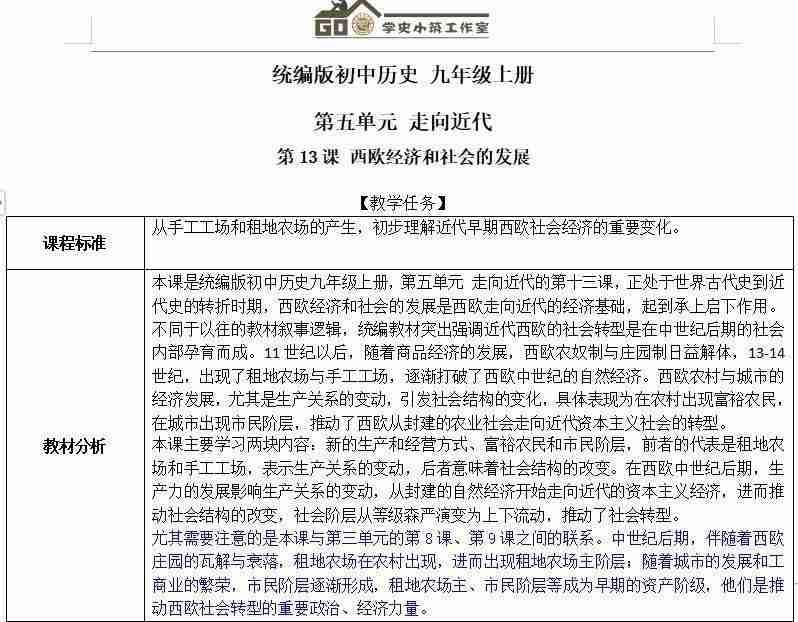 GO 学史小筑工作室
统编版初中历史 九年级上册
第五单元 走向近代
第 13 课 西欧经济和社会的发展
【教学任务】
课程标准
从手工工场和租地农场的产生，初步理解近代早期西欧社会经济的重要变化。
教材分析
本课是统编版初中历史九年级上册，第五单元 走向近代的第十三课，正处于世界古代史到近
代史的转折时期，西欧经济和社会的发展是西欧走向近代的经济基础，起到承上启下作用。
不同于以往的教材叙事逻辑，统编教材突出强调近代西欧的社会转型是在中世纪后期的社会
内部孕育而成。11 世纪以后，随着商品经济的发展，西欧农奴制与庄园制日益解体，13-14
世纪，出现了租地农场与手工工场，逐渐打破了西欧中世纪的自然经济。西欧农村与城市的
经济发展，尤其是生产关系的变动，引发社会结构的变化，具体表现为在农村出现富裕农民，
在城市出现市民阶层，推动了西欧从封建的农业社会走向近代资本主义社会的转型。
本课主要学习两块内容：新的生产和经营方式、富裕农民和市民阶层，前者的代表是租地农
场和手工工场，表示生产关系的变动，后者意味着社会结构的改变。在西欧中世纪后期，生
产力的发展影响生产关系的变动，从封建的自然经济开始走向近代的资本主义经济，进而推
动社会结构的改变，社会阶层从等级森严演变为上下流动，推动了社会转型。
尤其需要注意的是本课与第三单元的第 8 课、第 9 课之间的联系。中世纪后期，伴随着西欧
庄园的瓦解与衰落，租地农场在农村出现，进而出现租地农场主阶层；随着城市的发展和工
商业的繁荣，市民阶层逐渐形成，租地农场主、市民阶层等成为早期的资产阶级，他们是推
动西欧社会转型的重要政治、经济力量。